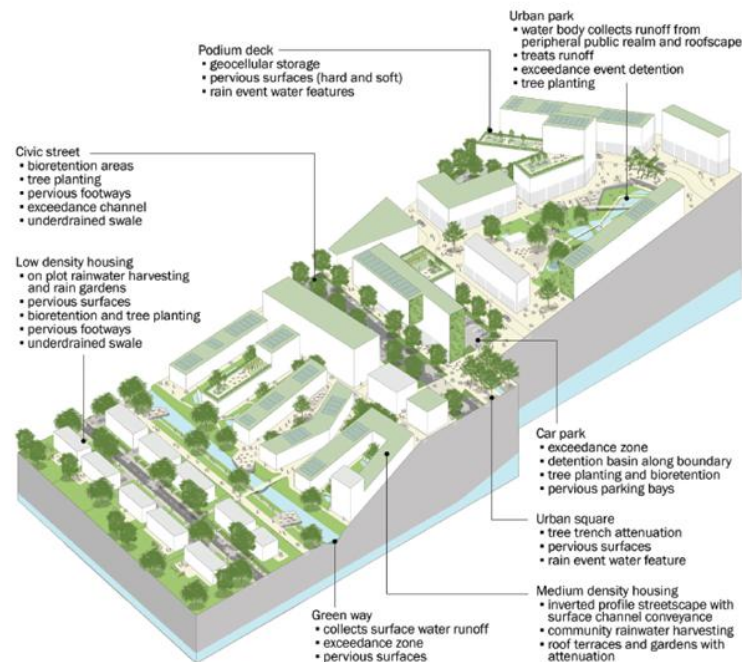 Urban park
• water body collects runoff from
peripheral public realm and roofscape
• treats runoff
• exceedance event detention
• tree planting
Podium deck
• geocellular storage
• pervious surfaces (hard and soft)
• rain event water features
Civic street
• bioretention areas
• tree planting
• pervious footways
• exceedance channel
• underdrained swale
Low density housing
• on plot rainwater harvesting
and rain gardens
• pervious surfaces
• bioretention and tree planting
• pervious footways
• underdrained swale
Car park
• exceedance zone
• detention basin along boundary
• tree planting and bioretention
• pervious parking bays
Urban square
• tree trench attenuation
• pervious surfaces
• rain event water feature
Medium density housing
• inverted profile streetscape with
surface channel conveyance
• community rainwater harvesting
• roof terraces and gardens with
attenuation
Green way
• collects surface water runoff
• exceedance zone
• pervious surfaces